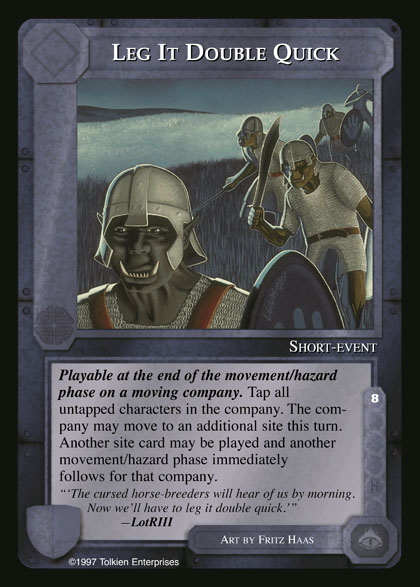 LEG IT DOUBLE QUICK
SHORT-EVENT
Playable at the end of the movement/hazard
phase on a moving company. Tap all
untapped characters in the company. The com-
pany may move to an additional site this turn.
Another site card may be played and another
movement/hazard phase immediately
follows for that company.
“‘The cursed horse-breeders will hear of us by morning.
Now we’ll have to leg it double quick.’”
—LotRIII
8
H
ART BY FRITZ HAAS
©1997 Tolkien Enterprises